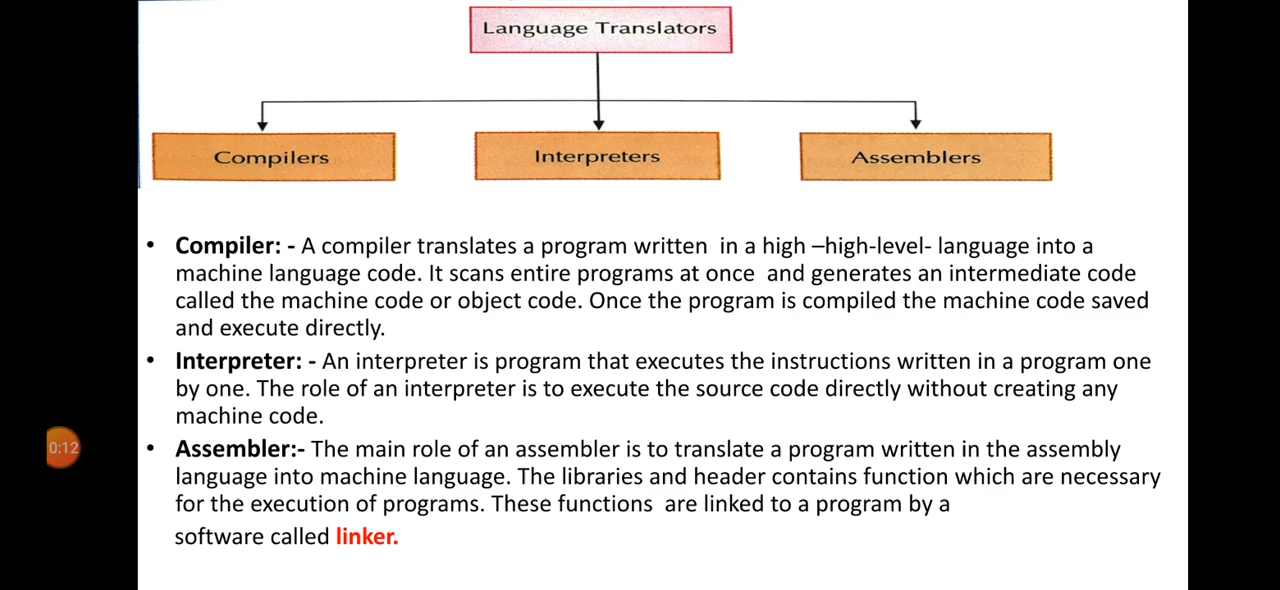 Language Translators
Compilers
Interpreters
Assemblers
• Compiler: - A compiler translates a program written in a high –high-level- language into a
machine language code. It scans entire programs at once and generates an intermediate code
called the machine code or object code. Once the program is compiled the machine code saved
and execute directly.
• Interpreter: - An interpreter is program that executes the instructions written in a program one
by one. The role of an interpreter is to execute the source code directly without creating any
machine code.
0:12
• Assembler:- The main role of an assembler is to translate a program written in the assembly
language into machine language. The libraries and header contains function which are necessary
for the execution of programs. These functions are linked to a program by a
software called linker.